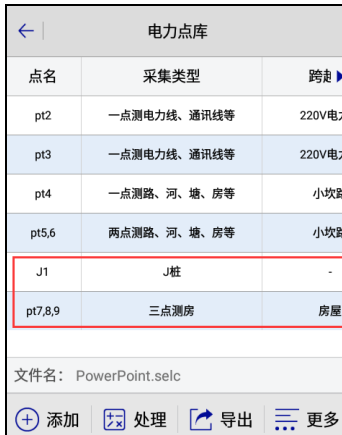 电力点库
点名 采集类型 跨越
pt2 一点测电力线、通讯线等 220V电
pt3 一点测电力线、通讯线等 220V电
pt4 一点测路、河、塘、房等 小坎
pt5,6 两点测路、河、塘、房等 小坎
J1 J桩 -
pt7,8,9 三点测房 房屋
文件名： PowerPoint.selc
添加 处理 导出 更多